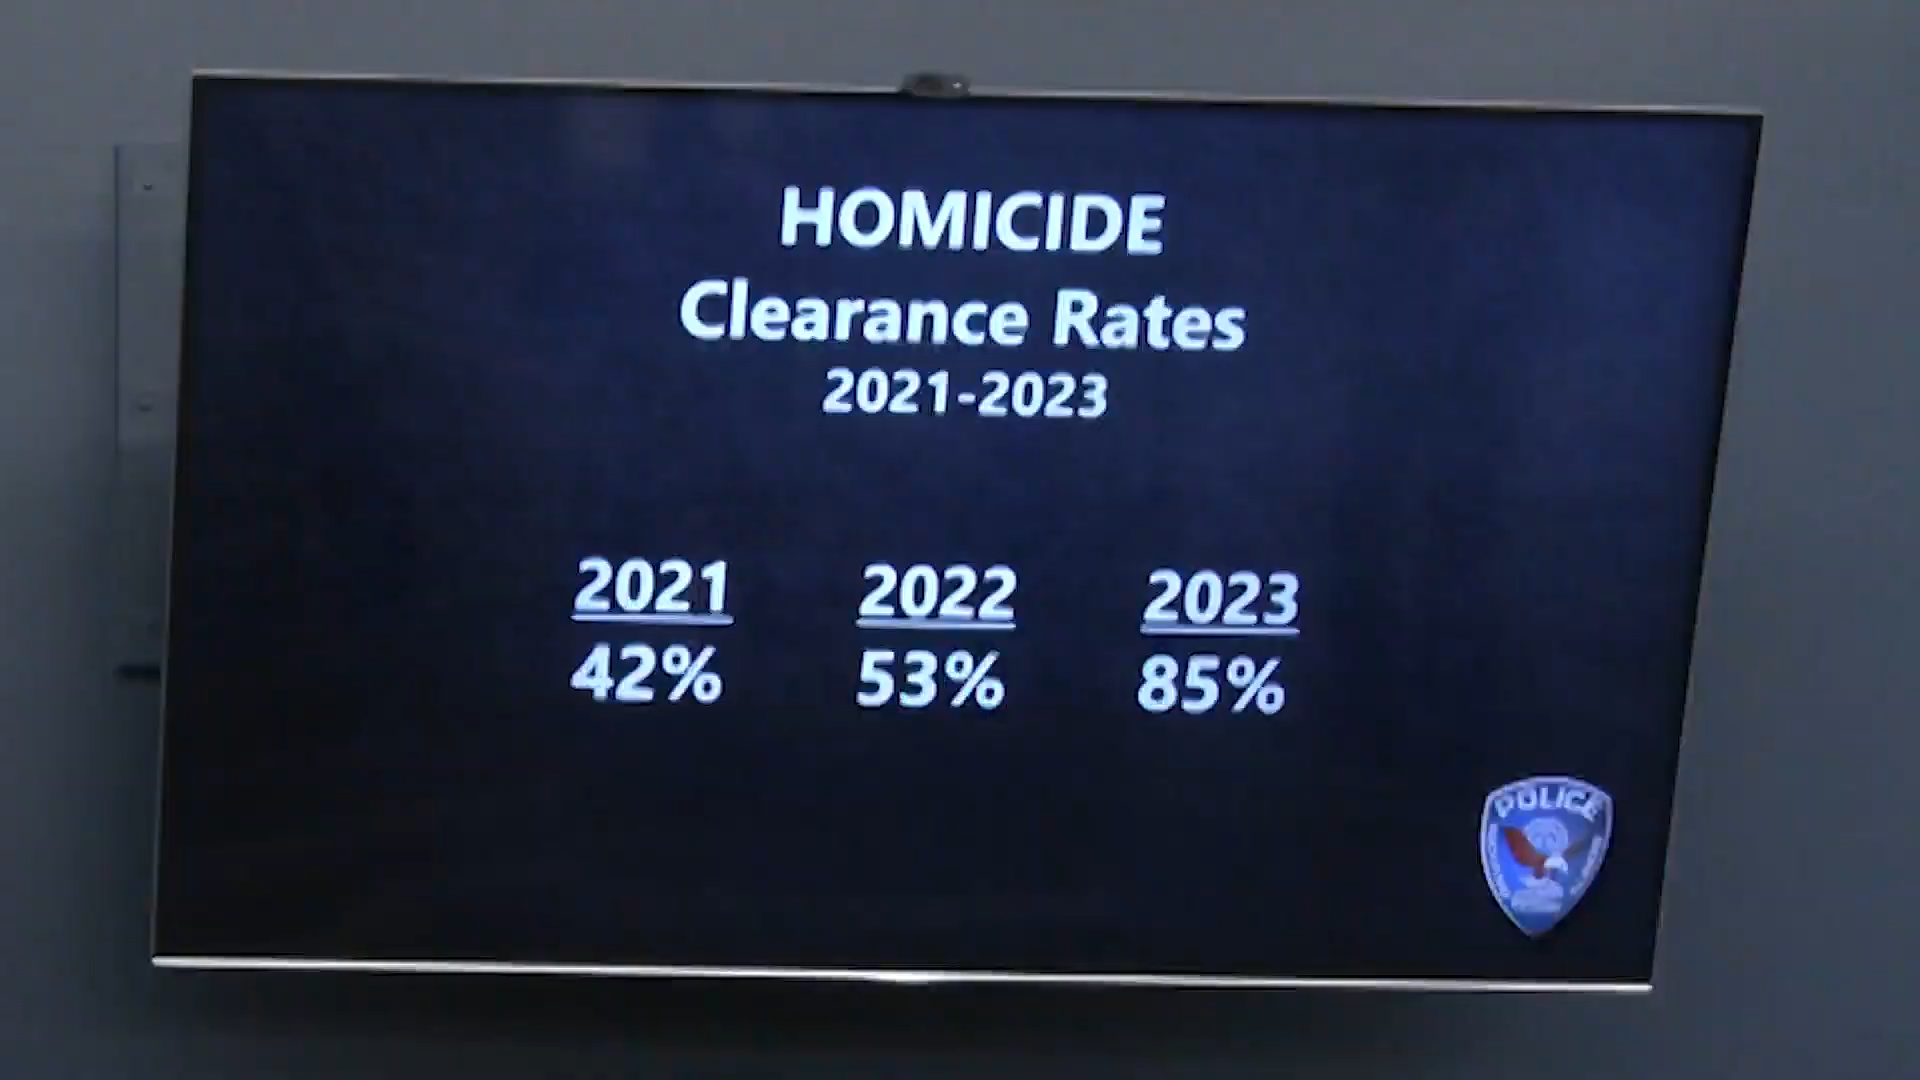 HOMICIDE
Clearance Rates
2021-2023
2021 2022 2023
42% 53% 85%
POLICE